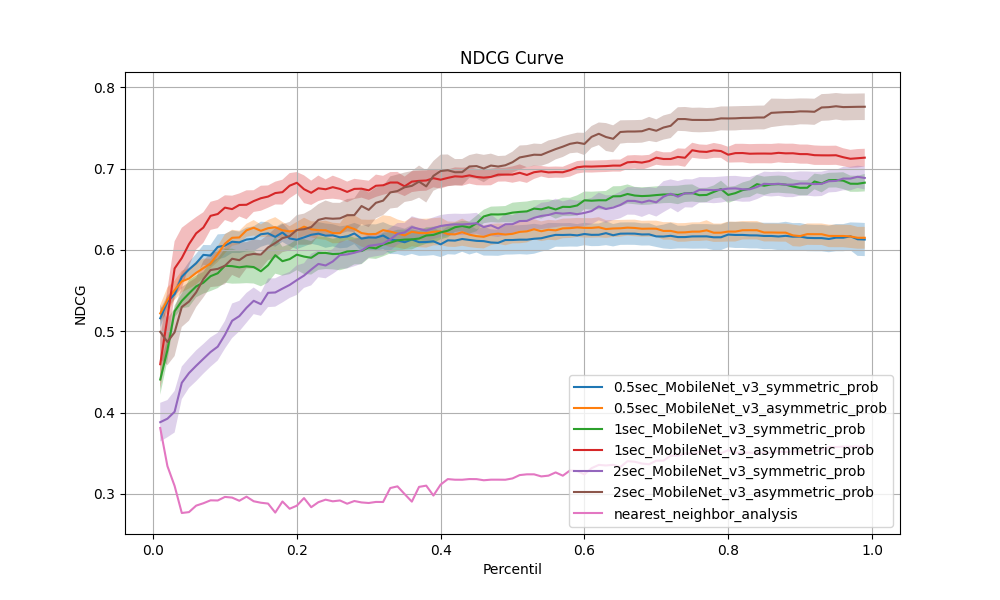 NDCG Curve
0.8
0.7
0.6
0.5
0.4
0.3
NDCG
0.0
0.2
0.4
0.6
0.8
1.0
Percentil
0.5sec_MobileNet_v3_symmetric_prob
0.5sec_MobileNet_v3_asymmetric_prob
1sec_MobileNet_v3_symmetric_prob
1sec_MobileNet_v3_asymmetric_prob
2sec_MobileNet_v3_symmetric_prob
2sec_MobileNet_v3_asymmetric_prob
nearest_neighbor_analysis